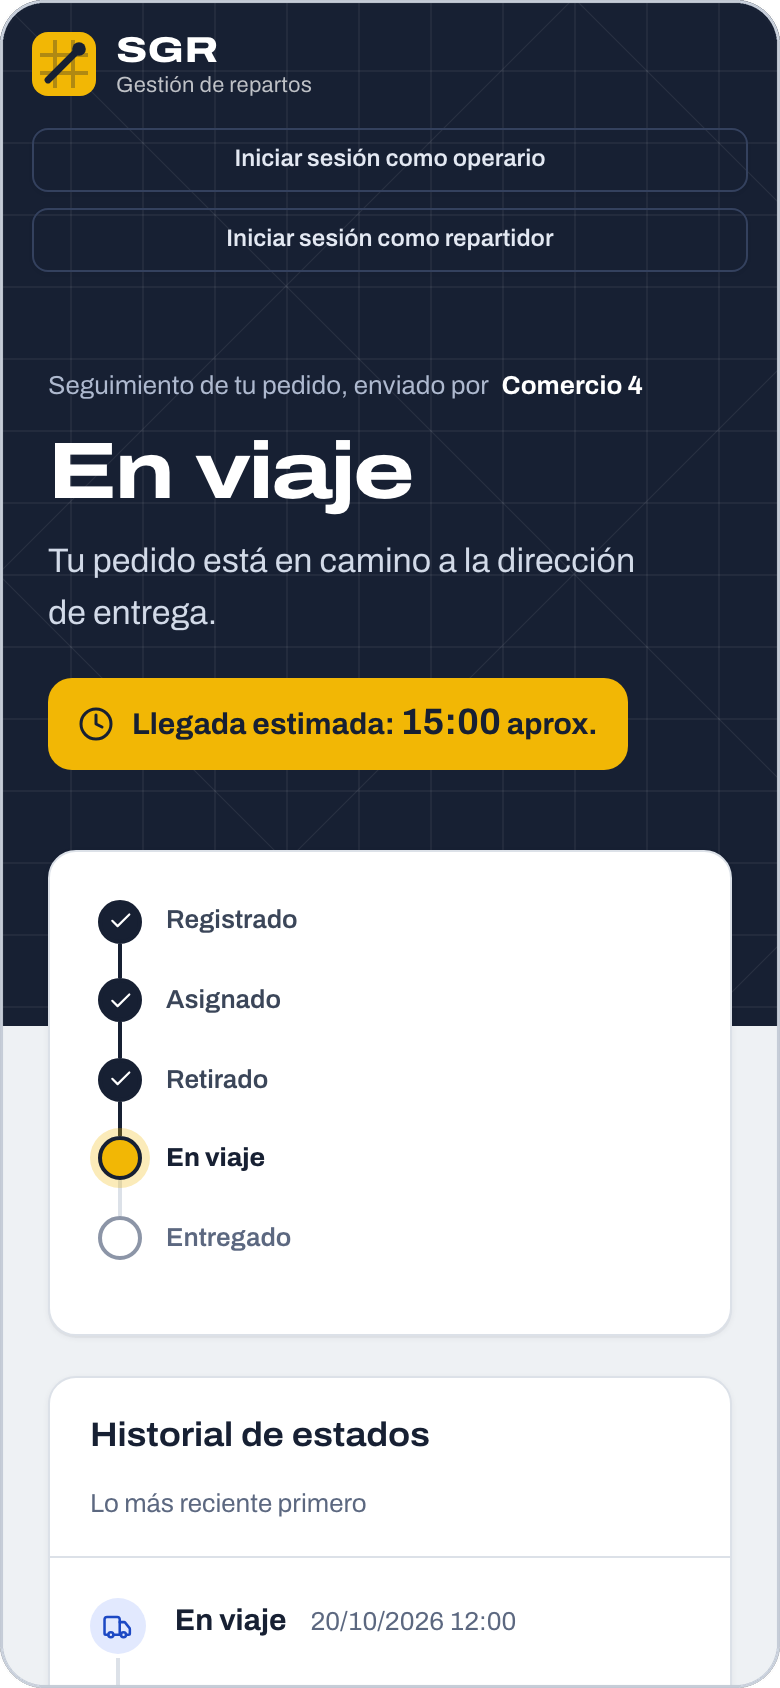 SGR
Gestión de repartos
Iniciar sesión como operario
Iniciar sesión como repartidor
Seguimiento de tu pedido, enviado por Comercio 4
En viaje
Tu pedido está en camino a la dirección
de entrega.
Llegada estimada: 15:00 aprox.
Registrado
Asignado
Retirado
En viaje
Entregado
Historial de estados
Lo más reciente primero
En viaje 20/10/2026 12:00